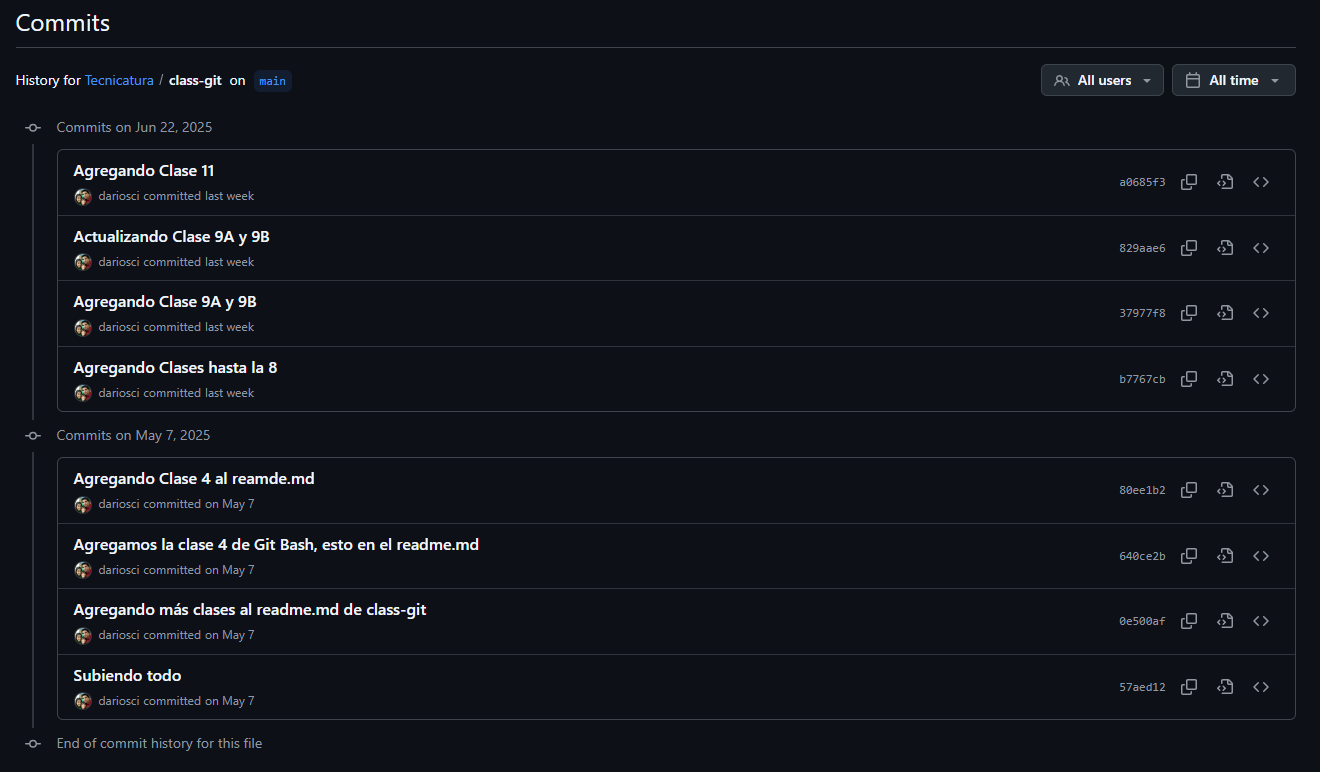 Commits
History for Tecnicatura / class-git on main
All users
All time
Commits on Jun 22, 2025
Agregando Clase 11
dariosci committed last week
a0685f3
Actualizando Clase 9A y 9B
dariosci committed last week
829aae6
Agregando Clase 9A y 9B
dariosci committed last week
37977f8
Agregando Clases hasta la 8
dariosci committed last week
b7767cb
Commits on May 7, 2025
Agregando Clase 4 al reamde.md
dariosci committed on May 7
80ee1b2
Agregamos la clase 4 de Git Bash, esto en el readme.md
dariosci committed on May 7
640ce2b
Agregando más clases al readme.md de class-git
dariosci committed on May 7
0e500af
Subiendo todo
dariosci committed on May 7
57aed12
End of commit history for this file